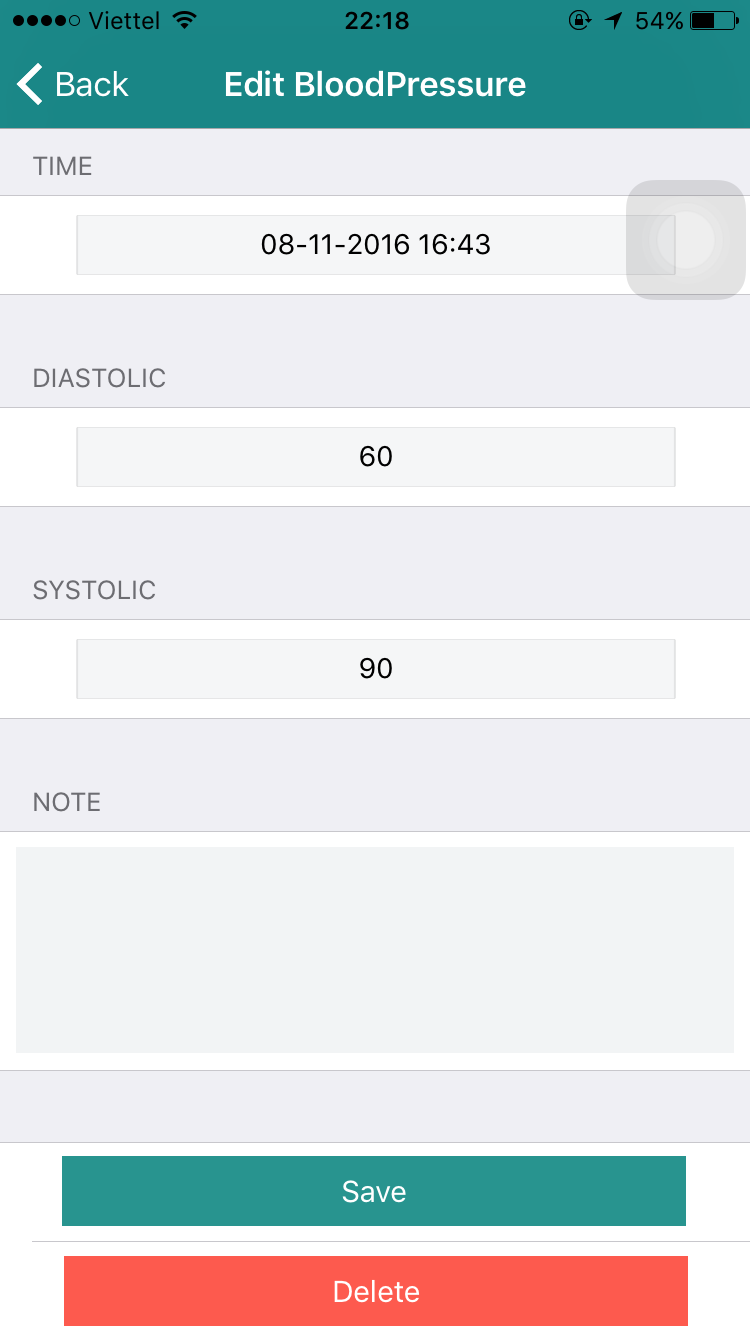 Viettel 22:18 54%
Back Edit BloodPressure
TIME
08-11-2016 16:43
DIASTOLIC
60
SYSTOLIC
90
NOTE
Save
Delete